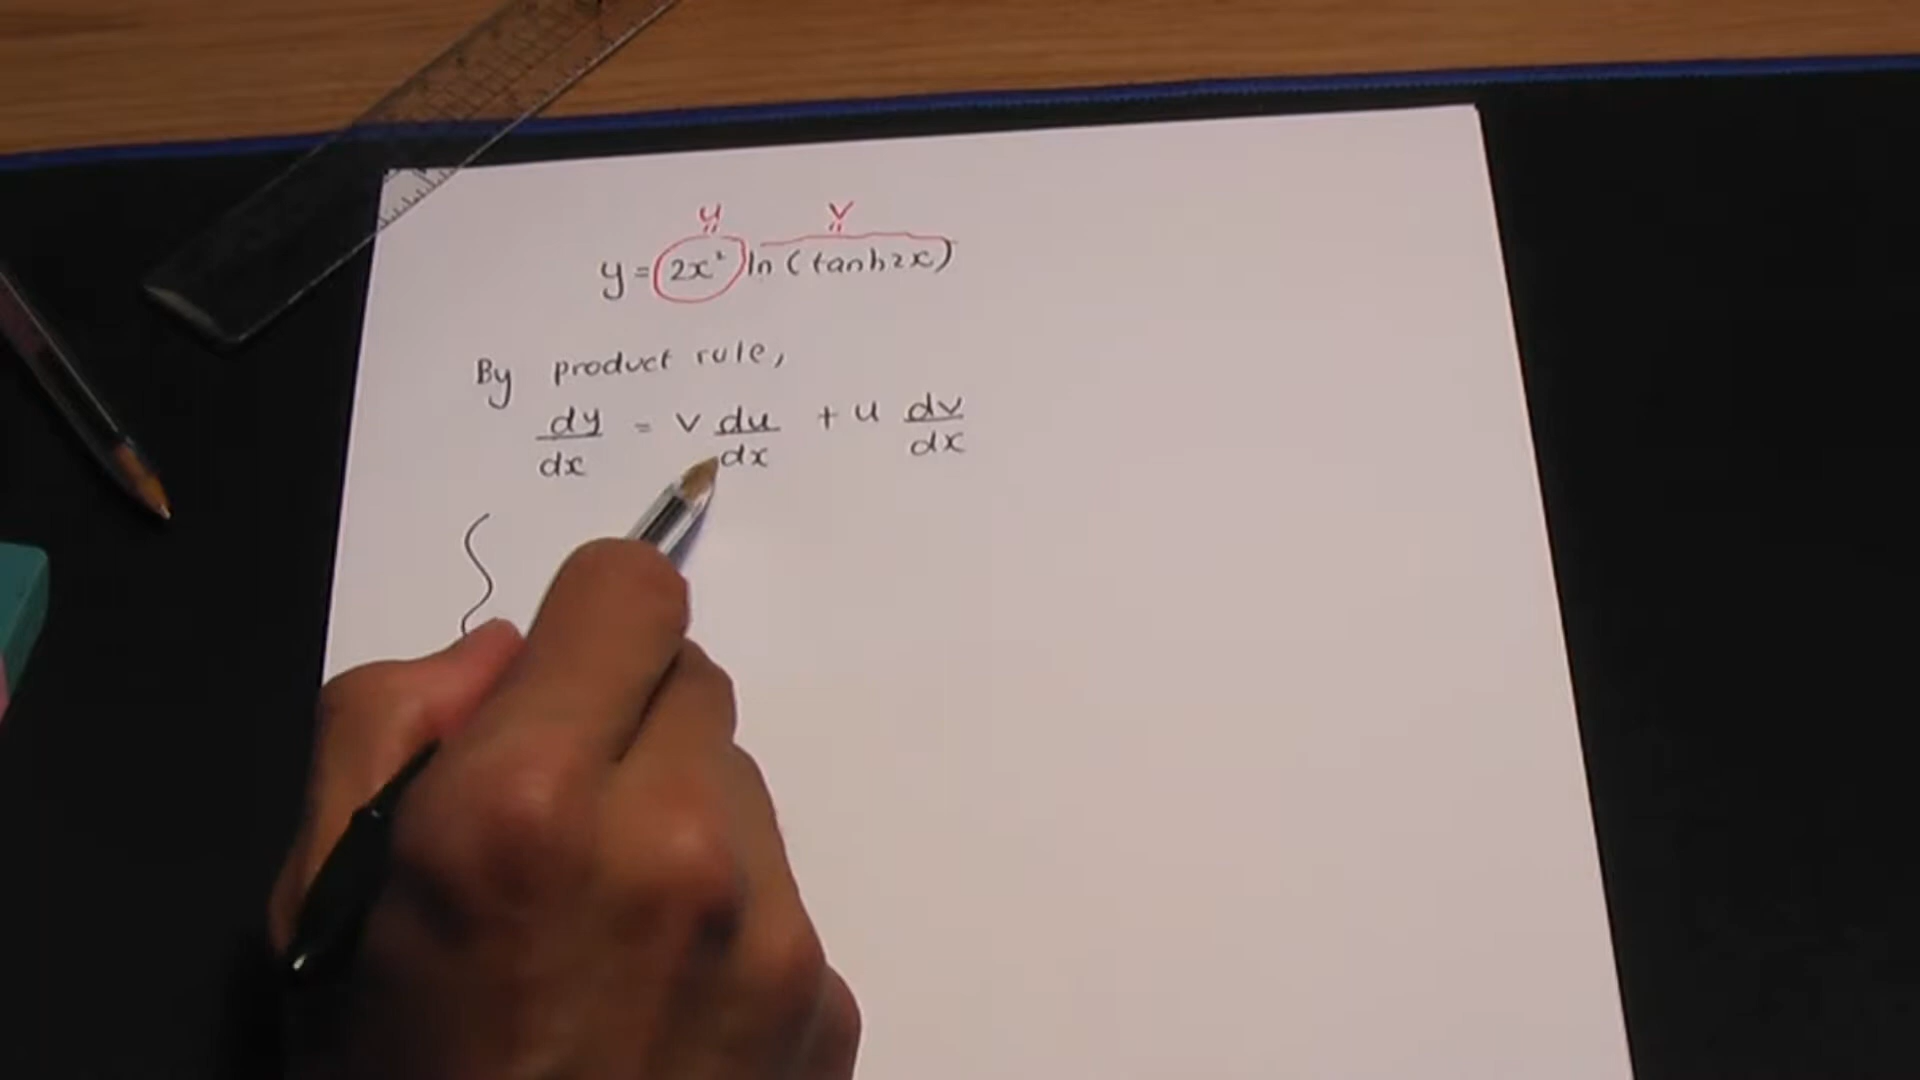 u v
" "
y = 2x² ln (tanh2x)
By product rule,
dy/dx = v du/dx + u dv/dx